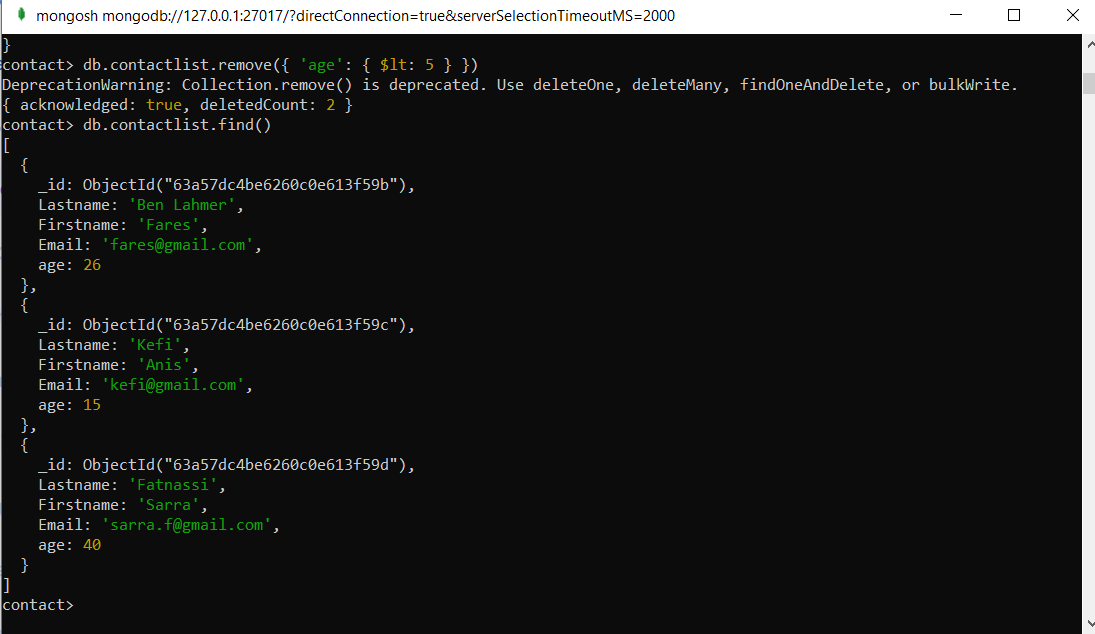 mongosh mongodb://127.0.0.1:27017/?directConnection=true&serverSelectionTimeoutMS=2000
}
contact> db.contactlist.remove({ 'age': { $lt: 5 } })
DeprecationWarning: Collection.remove() is deprecated. Use deleteOne, deleteMany, findOneAndDelete, or bulkWrite.
{ acknowledged: true, deletedCount: 2 }
contact> db.contactlist.find()
[
  {
    _id: ObjectId("63a57dc4be6260c0e613f59b"),
    Lastname: 'Ben Lahmer',
    Firstname: 'Fares',
    Email: 'fares@gmail.com',
    age: 26
  },
  {
    _id: ObjectId("63a57dc4be6260c0e613f59c"),
    Lastname: 'Kefi',
    Firstname: 'Anis',
    Email: 'kefi@gmail.com',
    age: 15
  },
  {
    _id: ObjectId("63a57dc4be6260c0e613f59d"),
    Lastname: 'Fatnassi',
    Firstname: 'Sarra',
    Email: 'sarra.f@gmail.com',
    age: 40
  }
]
contact>